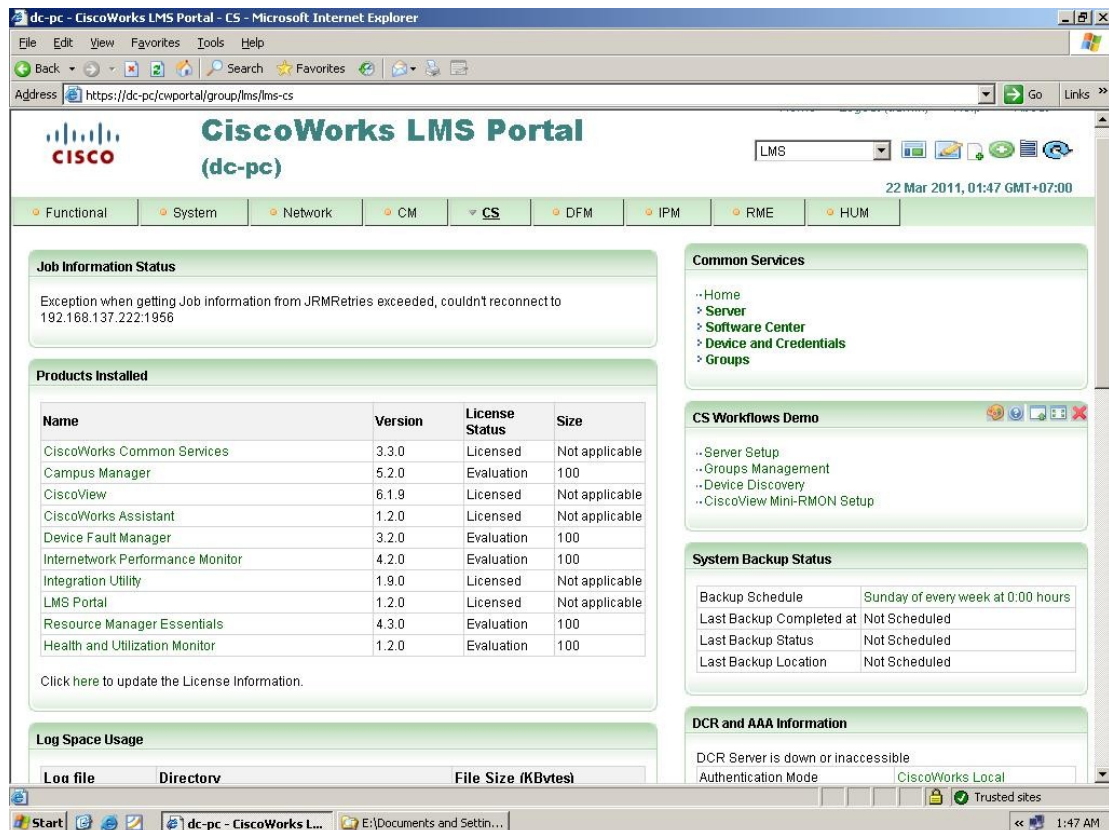 dc-pc - CiscoWorks LMS Portal - CS - Microsoft Internet Explorer
File Edit View Favorites Tools Help
Back Search Favorites
Address https://dc-pc/cwportal/group/lms/lms-cs Go Links »
CISCO
CiscoWorks LMS Portal
(dc-pc)
LMS
22 Mar 2011, 01:47 GMT+07:00
Functional System Network CM CS DFM IPM RME HUM
Job Information Status
Exception when getting Job information from JRMRetries exceeded, couldn't reconnect to
192.168.137.222:1956
Products Installed
Name Version License Status Size
CiscoWorks Common Services 3.3.0 Licensed Not applicable
Campus Manager 5.2.0 Evaluation 100
CiscoView 6.1.9 Licensed Not applicable
CiscoWorks Assistant 1.2.0 Licensed Not applicable
Device Fault Manager 3.2.0 Evaluation 100
Internetwork Performance Monitor 4.2.0 Evaluation 100
Integration Utility 1.9.0 Licensed Not applicable
LMS Portal 1.2.0 Licensed Not applicable
Resource Manager Essentials 4.3.0 Evaluation 100
Health and Utilization Monitor 1.2.0 Evaluation 100
Click here to update the License Information.
Log Space Usage
Log file Directory File Size (KBytes)
Common Services
Home
Server
Software Center
Device and Credentials
Groups
CS Workflows Demo
Server Setup
Groups Management
Device Discovery
CiscoView Mini-RMON Setup
System Backup Status
Backup Schedule Sunday of every week at 0:00 hours
Last Backup Completed at Not Scheduled
Last Backup Status Not Scheduled
Last Backup Location Not Scheduled
DCR and AAA Information
DCR Server is down or inaccessible
Authentication Mode CiscoWorks Local
Trusted sites
Start dc-pc - CiscoWorks L... E:\Documents and Settin... « 1:47 AM